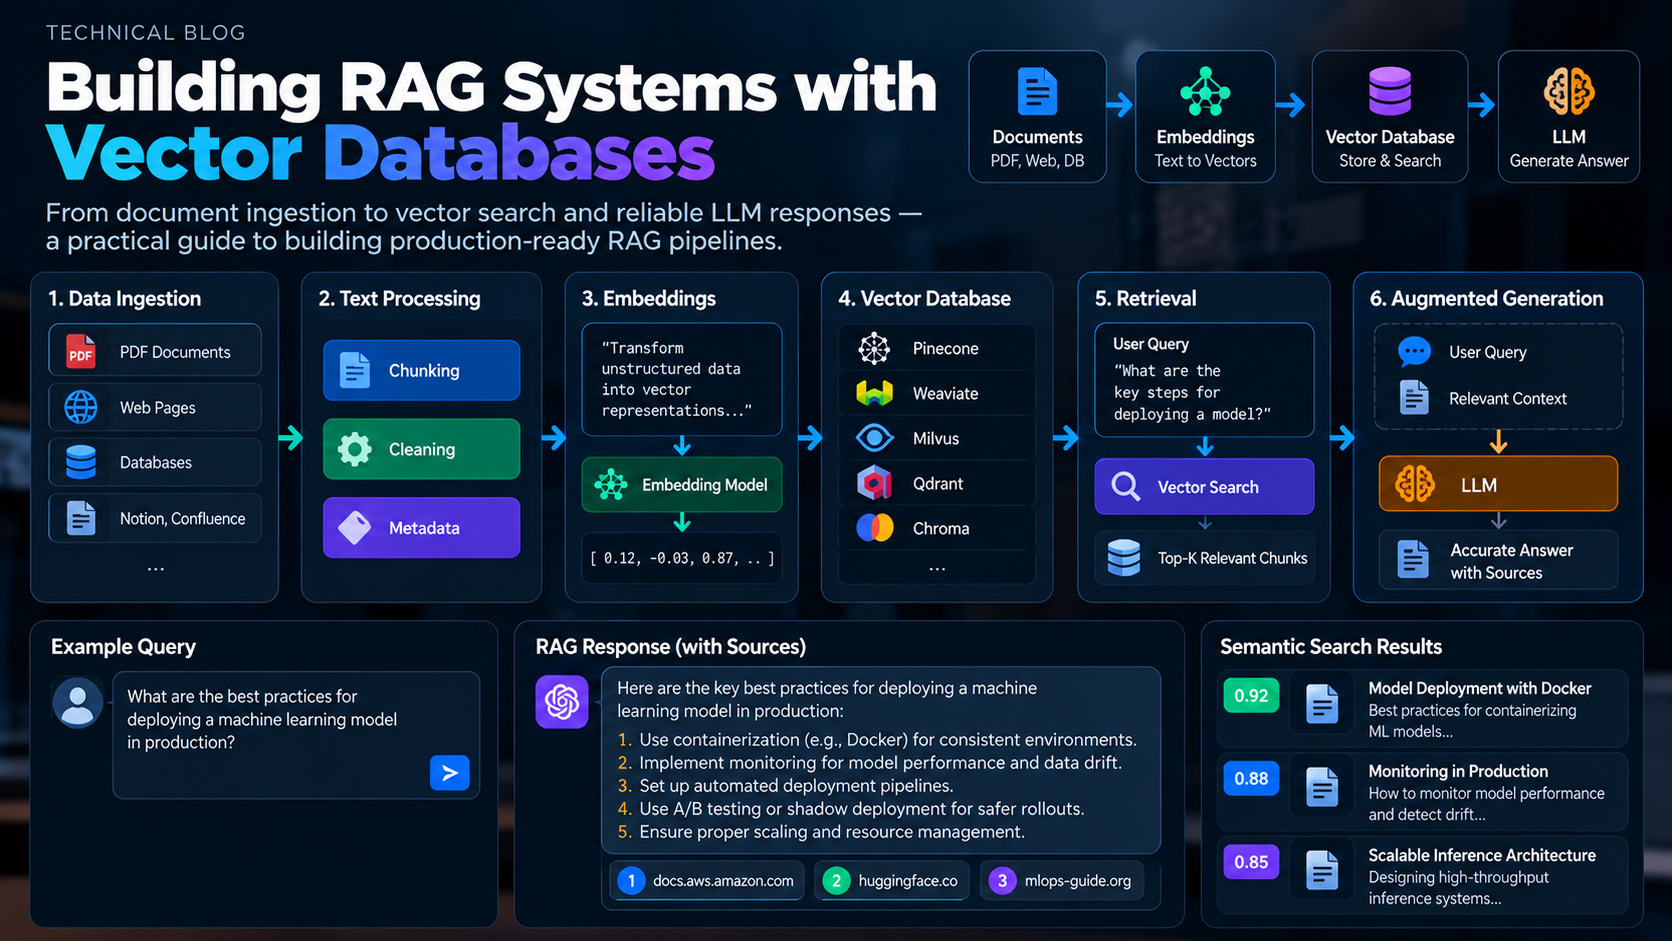 TECHNICAL BLOG
Building RAG Systems with
Vector Databases
From document ingestion to vector search and reliable LLM responses —
a practical guide to building production-ready RAG pipelines.
Documents
PDF, Web, DB
Embeddings
Text to Vectors
Vector Database
Store & Search
LLM
Generate Answer
1. Data Ingestion
PDF
PDF Documents
Web Pages
Databases
Notion, Confluence
...
2. Text Processing
Chunking
Cleaning
Metadata
3. Embeddings
“Transform
unstructured data
into vector
representations...”
Embedding Model
[ 0.12, -0.03, 0.87, .. ]
4. Vector Database
Pinecone
Weaviate
Milvus
Qdrant
Chroma
...
5. Retrieval
User Query
“What are the
key steps for
deploying a model?”
Vector Search
Top-K Relevant Chunks
6. Augmented Generation
User Query
Relevant Context
LLM
Accurate Answer
with Sources
Example Query
What are the best practices for
deploying a machine learning model
in production?
RAG Response (with Sources)
Here are the key best practices for deploying a machine
learning model in production:
1. Use containerization (e.g., Docker) for consistent environments.
2. Implement monitoring for model performance and data drift.
3. Set up automated deployment pipelines.
4. Use A/B testing or shadow deployment for safer rollouts.
5. Ensure proper scaling and resource management.
1 docs.aws.amazon.com
2 huggingface.co
3 mlops-guide.org
Semantic Search Results
0.92
Model Deployment with Docker
Best practices for containerizing
ML models...
0.88
Monitoring in Production
How to monitor model performance
and detect drift...
0.85
Scalable Inference Architecture
Designing high-throughput
inference systems...